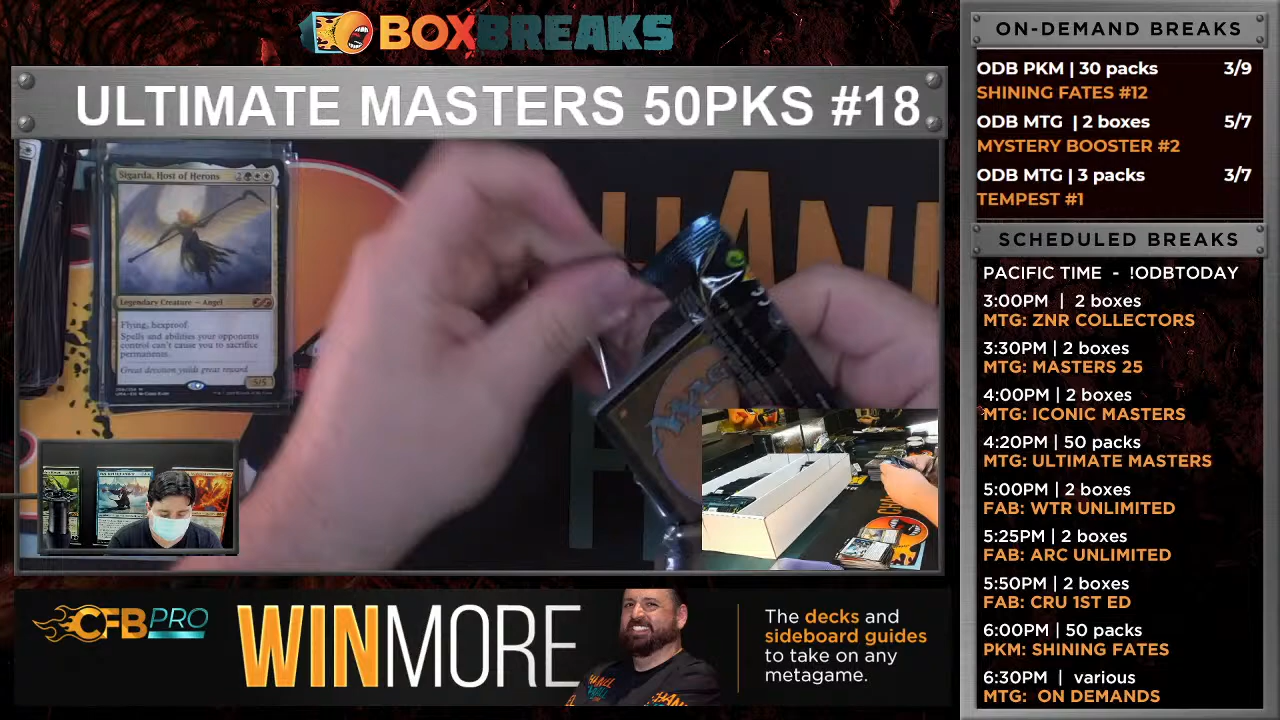 BOXBREAKS
ULTIMATE MASTERS 50PKS #18
Sigarda, Host of Herons
Legendary Creature — Angel
Flying, hexproof
Spells and abilities your opponents
control can't cause you to sacrifice
permanents.
Great devotion yields great reward
5/5
CFBPRO
WINMORE
The decks and
sideboard guides
to take on any
metagame.
ON-DEMAND BREAKS
ODB PKM | 30 packs 3/9
SHINING FATES #12
ODB MTG | 2 boxes 5/7
MYSTERY BOOSTER #2
ODB MTG | 3 packs 3/7
TEMPEST #1
SCHEDULED BREAKS
PACIFIC TIME - !ODBTODAY
3:00PM | 2 boxes
MTG: ZNR COLLECTORS
3:30PM | 2 boxes
MTG: MASTERS 25
4:00PM | 2 boxes
MTG: ICONIC MASTERS
4:20PM | 50 packs
MTG: ULTIMATE MASTERS
5:00PM | 2 boxes
FAB: WTR UNLIMITED
5:25PM | 2 boxes
FAB: ARC UNLIMITED
5:50PM | 2 boxes
FAB: CRU 1ST ED
6:00PM | 50 packs
PKM: SHINING FATES
6:30PM | various
MTG: ON DEMANDS